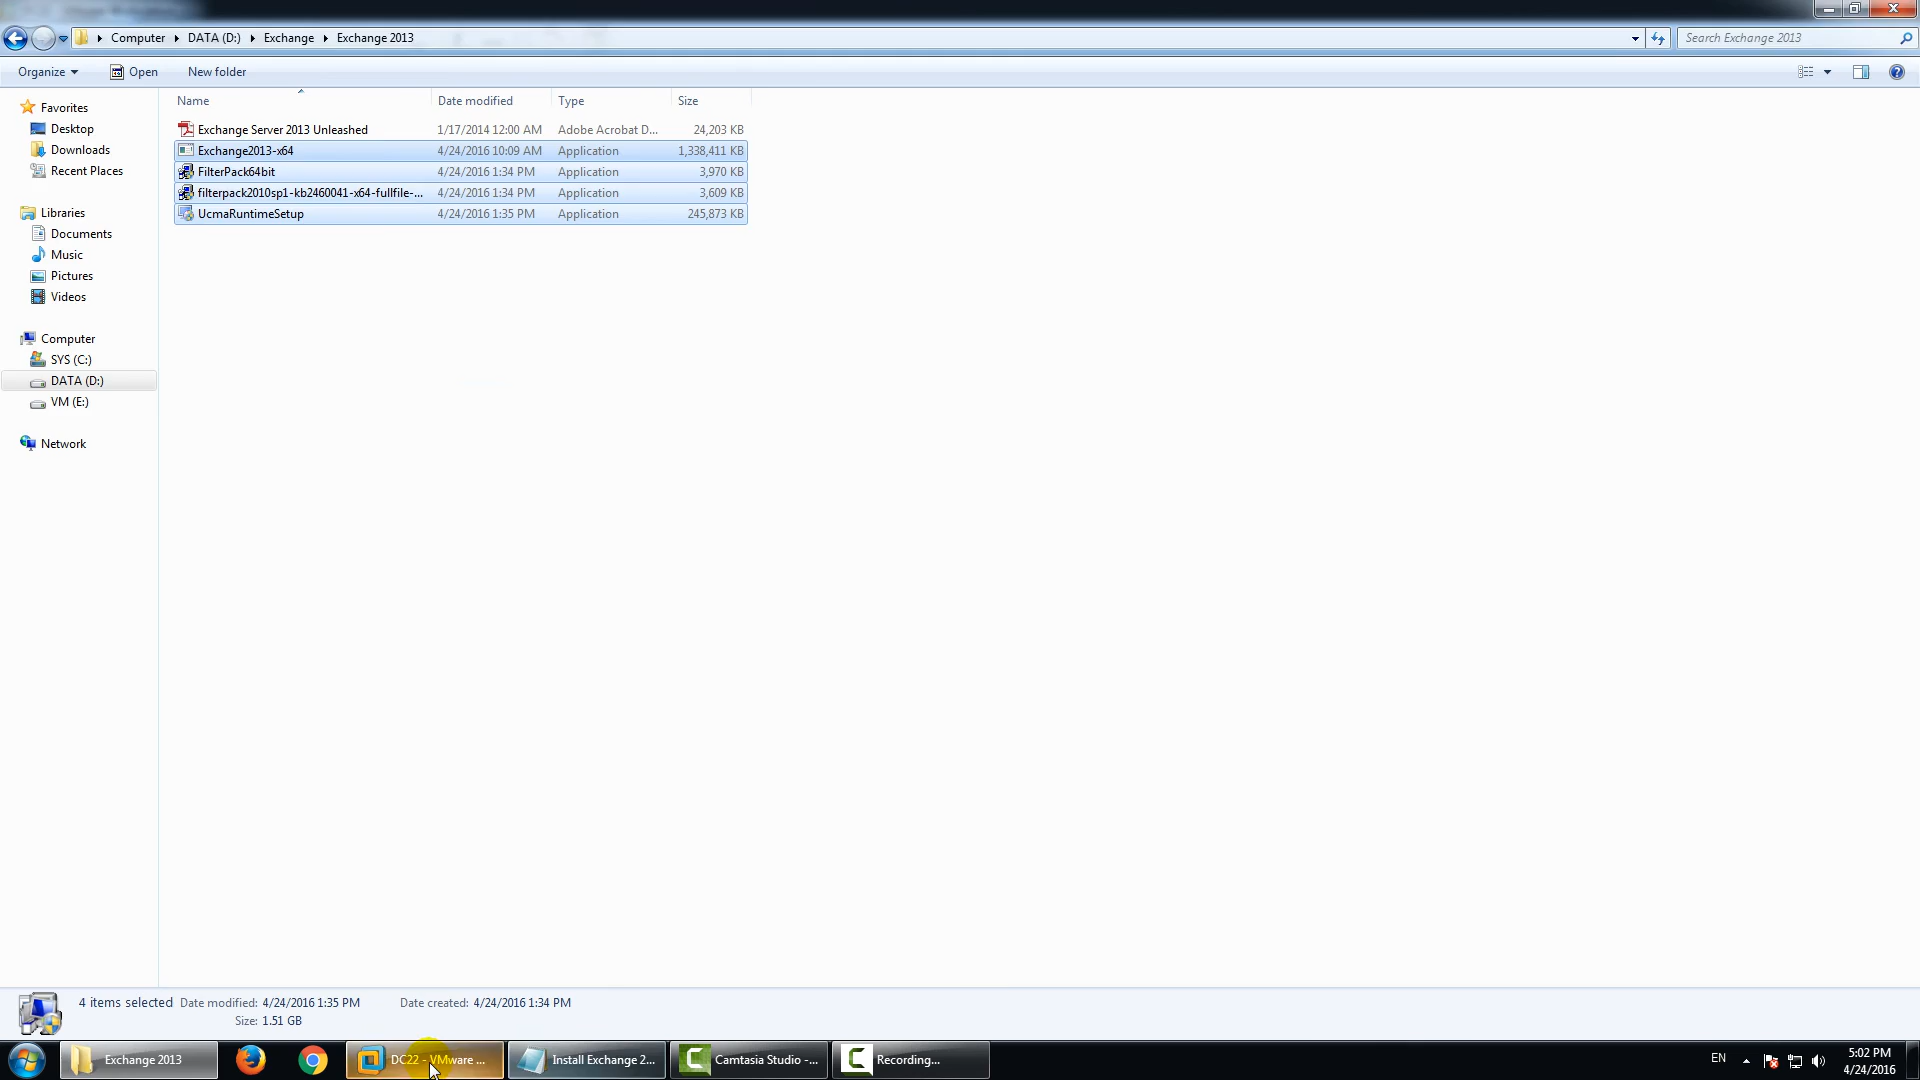 Computer DATA (D:) Exchange Exchange 2013
Search Exchange 2013
Organize Open New folder
Name Date modified Type Size
Favorites
Desktop
Downloads
Recent Places
Libraries
Documents
Music
Pictures
Videos
Computer
SYS (C:)
DATA (D:)
VM (E:)
Network
Exchange Server 2013 Unleashed 1/17/2014 12:00 AM Adobe Acrobat D... 24,203 KB
Exchange2013-x64 4/24/2016 10:09 AM Application 1,338,411 KB
FilterPack64bit 4/24/2016 1:34 PM Application 3,970 KB
filterpack2010sp1-kb2460041-x64-fullfile-... 4/24/2016 1:34 PM Application 3,609 KB
UcmaRuntimeSetup 4/24/2016 1:35 PM Application 245,873 KB
4 items selected Date modified: 4/24/2016 1:35 PM Date created: 4/24/2016 1:34 PM
Size: 1.51 GB
Exchange 2013 DC22 - VMware ... Install Exchange 2... Camtasia Studio -... Recording... EN
5:02 PM
4/24/2016